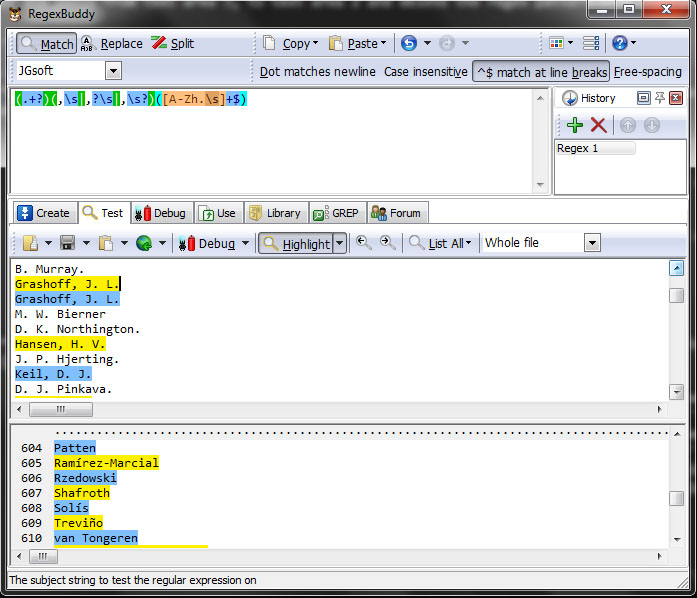 RegexBuddy
Match Replace Split Copy Paste
JGsoft Dot matches newline Case insensitive ^$ match at line breaks Free-spacing
(.+?)(,\s|,?\s|,\s?)([A-Zh.\s]+$)
History
Regex 1
Create Test Debug Use Library GREP Forum
Debug Highlight List All Whole file
B. Murray.
Grashoff, J. L.
Grashoff, J. L.
M. W. Bierner
D. K. Northington.
Hansen, H. V.
J. P. Hjerting.
Keil, D. J.
D. J. Pinkava.
604 Patten
605 Ramírez-Marcial
606 Rzedowski
607 Shafroth
608 Solís
609 Treviño
610 van Tongeren
The subject string to test the regular expression on